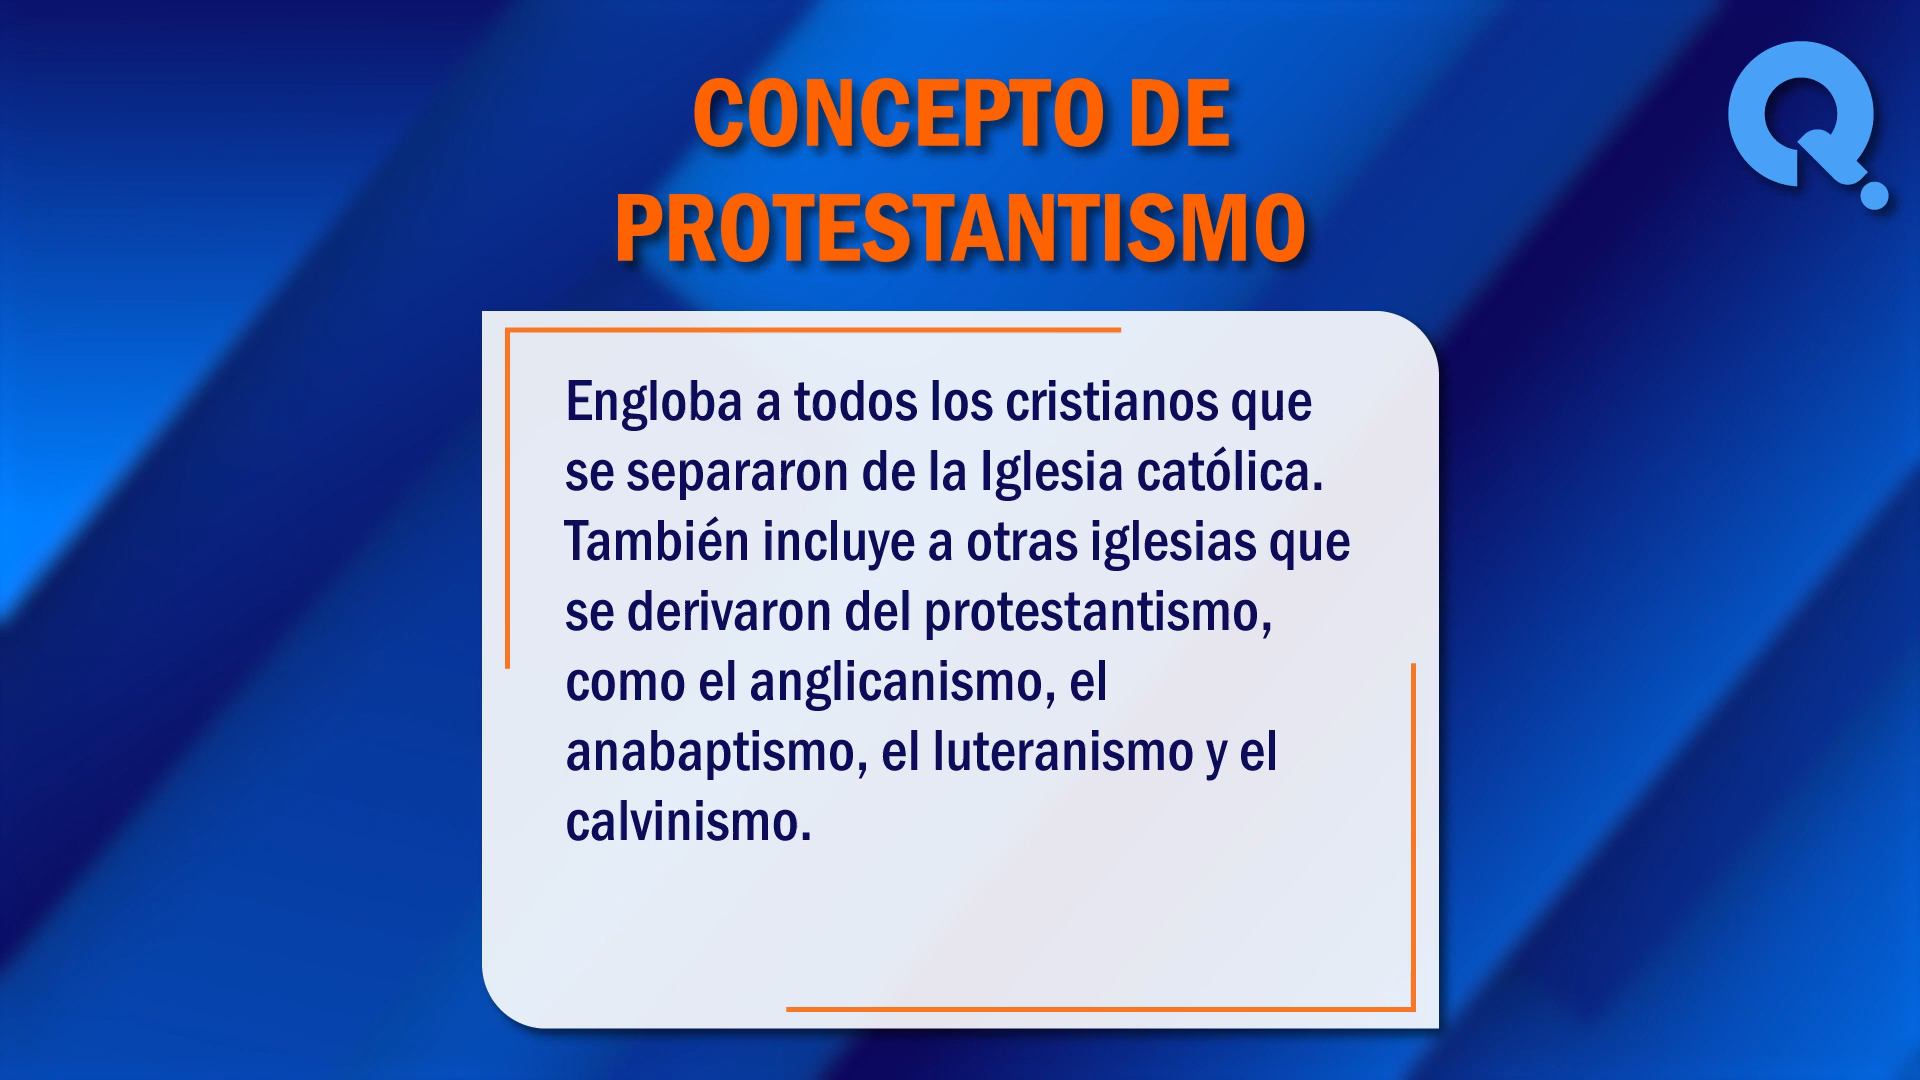 CONCEPTO DE
PROTESTANTISMO
Engloba a todos los cristianos que
se separaron de la Iglesia católica.
También incluye a otras iglesias que
se derivaron del protestantismo,
como el anglicanismo, el
anabaptismo, el luteranismo y el
calvinismo.